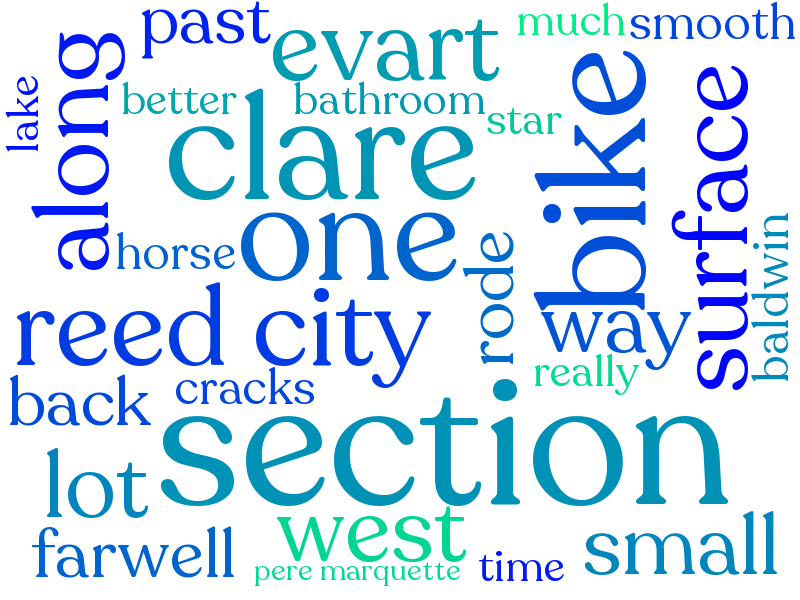 past
evart
much
smooth
lake
along
better
bathroom
star
clare
bike
surface
horse
one
rode
baldwin
reed city
way
really
back
cracks
section
lot
west
small
farwell
pere marquette
time